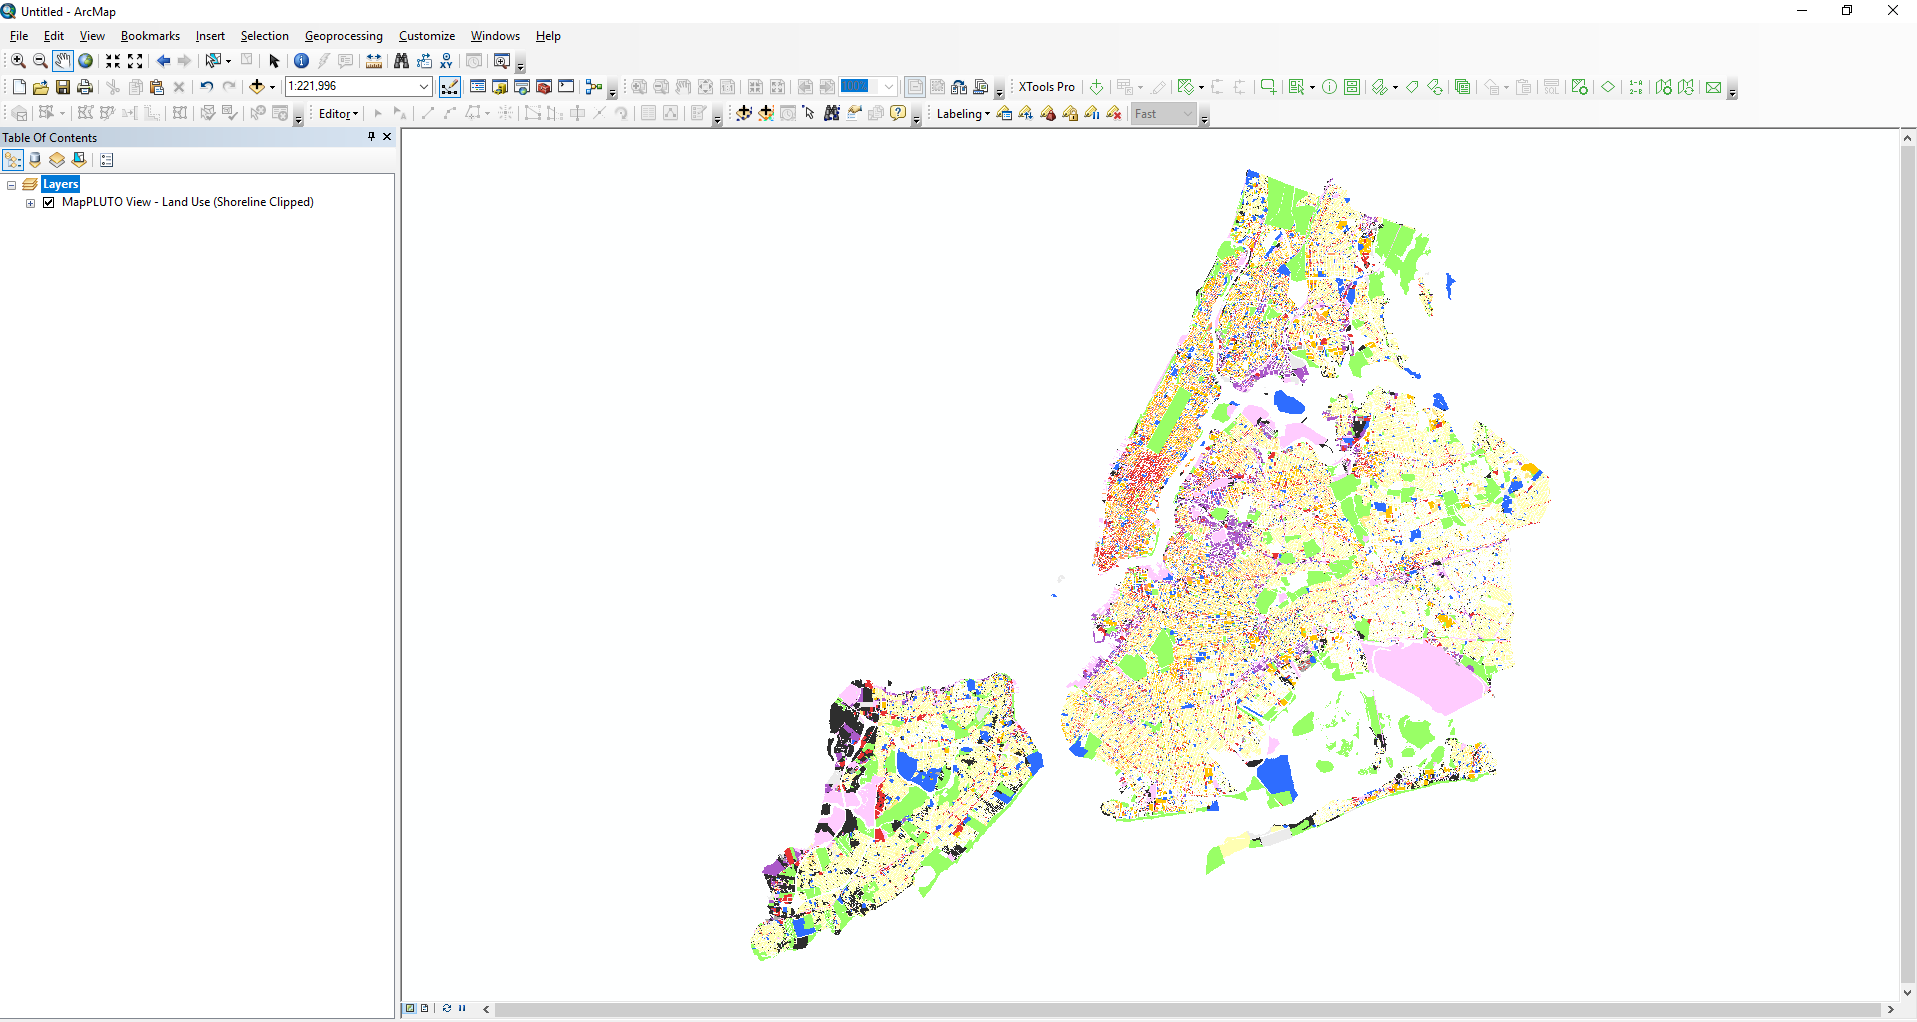 Untitled - ArcMap
File Edit View Bookmarks Insert Selection Geoprocessing Customize Windows Help
1:221,996 100% XTools Pro
Editor Labeling Fast
Table Of Contents
Layers
MapPLUTO View - Land Use (Shoreline Clipped)